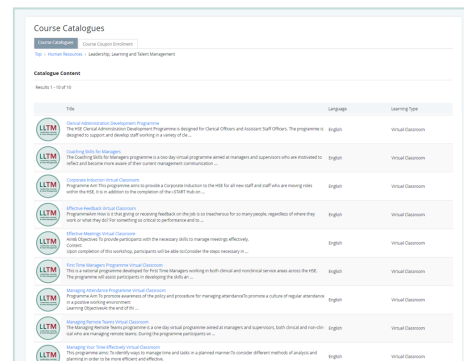 Course Catalogues
Course Catalogues
Course Coupon Enrolment
Top > Human Resources > Leadership, Learning and Talent Management
Catalogue Content
Results 1 - 10 of 10
Title Language Learning Type
LLTM
Clerical Administration Development Programme
The HSE Clerical Administration Development Programme is designed for Clerical Officers and Assistant Staff Officers. The programme is
designed to support and develop staff working in a variety of cle ...
English Virtual Classroom
LLTM
Coaching Skills for Managers
The Coaching Skills for Managers programme is a two day virtual programme aimed at managers and supervisors who are motivated to
reflect and become more aware of their current management communication ...
English Virtual Classroom
LLTM
Corporate Induction Virtual Classroom
Programme Aim: This programme aims to provide a Corporate Induction to the HSE for all new staff and staff who are moving roles
within the HSE. It is in addition to the completion of the Hub on ...
English Virtual Classroom
LLTM
Effective Feedback Virtual Classroom
How is it that giving or receiving feedback on the job is so treacherous for so many people, regardless of where they
work or what they do? For something so critical to performance and to ...
English Virtual Classroom
LLTM
Effective Meetings Virtual Classroom
Objectives To provide participants with the necessary skills to manage meetings effectively.
Content
Upon completion of this workshop, participants will be able to:Consider the steps necessary in ...
English Virtual Classroom
LLTM
First Time Managers Programme Virtual Classroom
This is a national programme developed for First Time Managers working in both clinical and nonclinical service areas across the HSE.
The programme will assist participants in developing the skills an ...
English Virtual Classroom
LLTM
Managing Attendance Programme Virtual Classroom
Programme Aim To promote awareness of the policy and procedure for managing attendanceTo promote a culture of regular attendance
in a positive working environment
Learning ObjectivesAt the end of thi ...
English Virtual Classroom
LLTM
Managing Remote Teams Virtual Classroom
The Managing Remote Teams programme is a one day virtual programme aimed at managers and supervisors, both clinical and non-clin
ical who are managing remote teams. During the programme participants wi ...
English Virtual Classroom
LLTM
Managing Your Time Effectively Virtual Classroom
This programme aims: To identify ways to manage time and tasks in a planned manner.To consider different methods of analysis and
planning in order to be more efficient and effective.
English Virtual Classroom